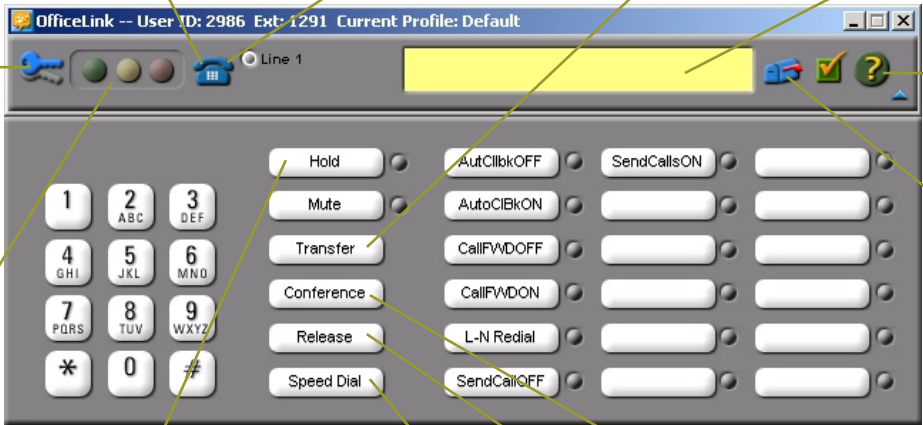 OfficeLink -- User ID: 2986 Ext: 1291 Current Profile: Default
Line 1
?
Hold
AutCllbkOFF
SendCallsON
1
2 ABC
3 DEF
Mute
AutoClBkON
Transfer
CallFWDOFF
4 GHI
5 JKL
6 MNO
Conference
CallFWDON
7 PQRS
8 TUV
9 WXYZ
Release
L-N Redial
*
0
#
Speed Dial
SendCallOFF